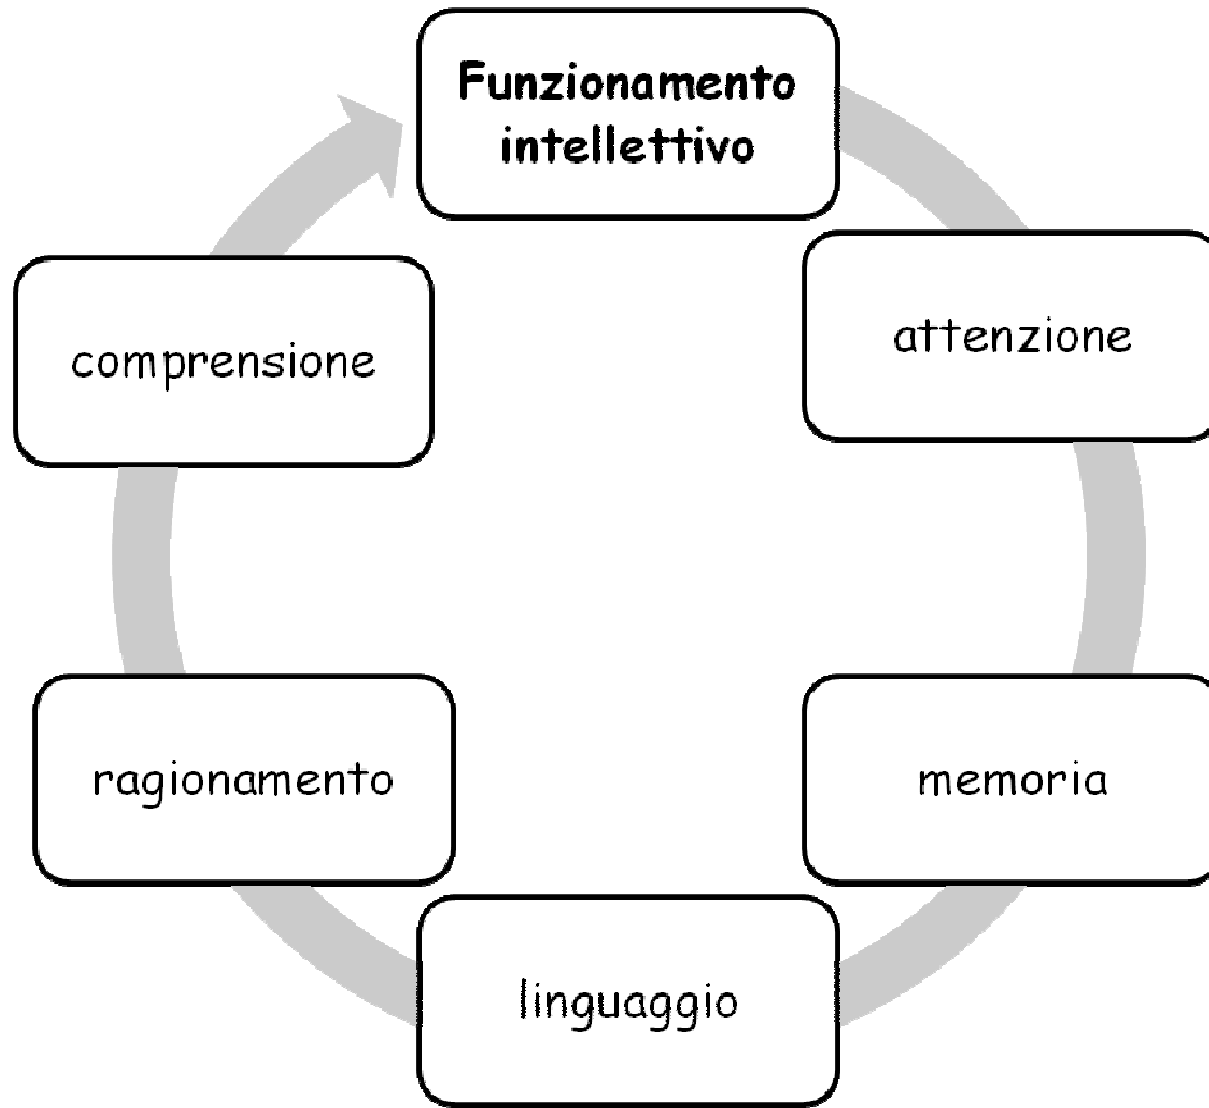 Funzionamento
intellettivo
attenzione
memoria
linguaggio
ragionamento
comprensione